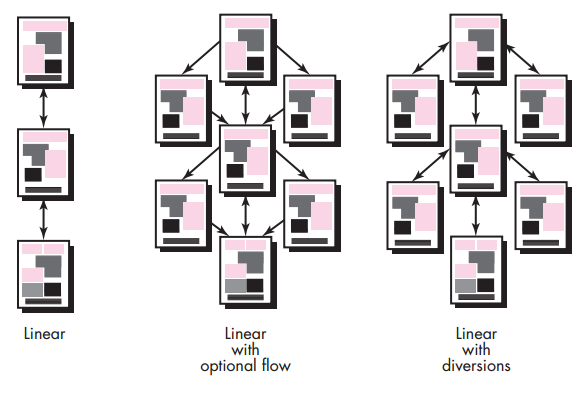 Linear
Linear
with
optional flow
Linear
with
diversions